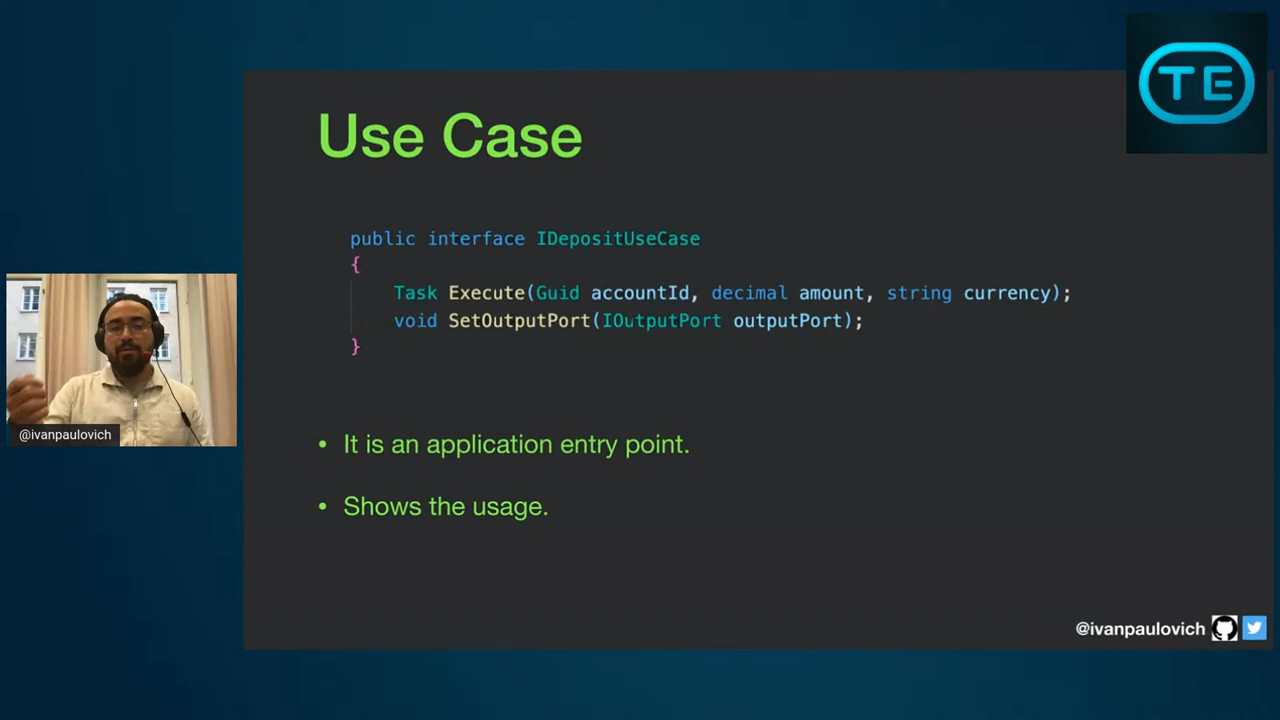 TE
Use Case
public interface IDepositUseCase
{
Task Execute(Guid accountId, decimal amount, string currency);
void SetOutputPort(IOutputPort outputPort);
}
@ivanpaulovich
• It is an application entry point.
• Shows the usage.
@ivanpaulovich